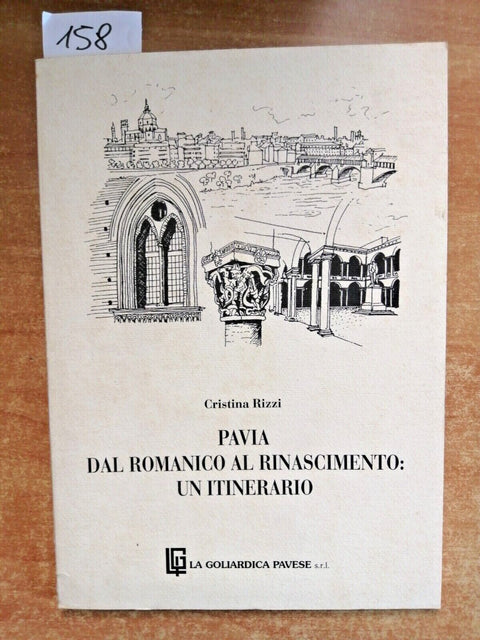 158
Cristina Rizzi
PAVIA
DAL ROMANICO AL RINASCIMENTO:
UN ITINERARIO
LA GOLIARDICA PAVESE s.r.l.